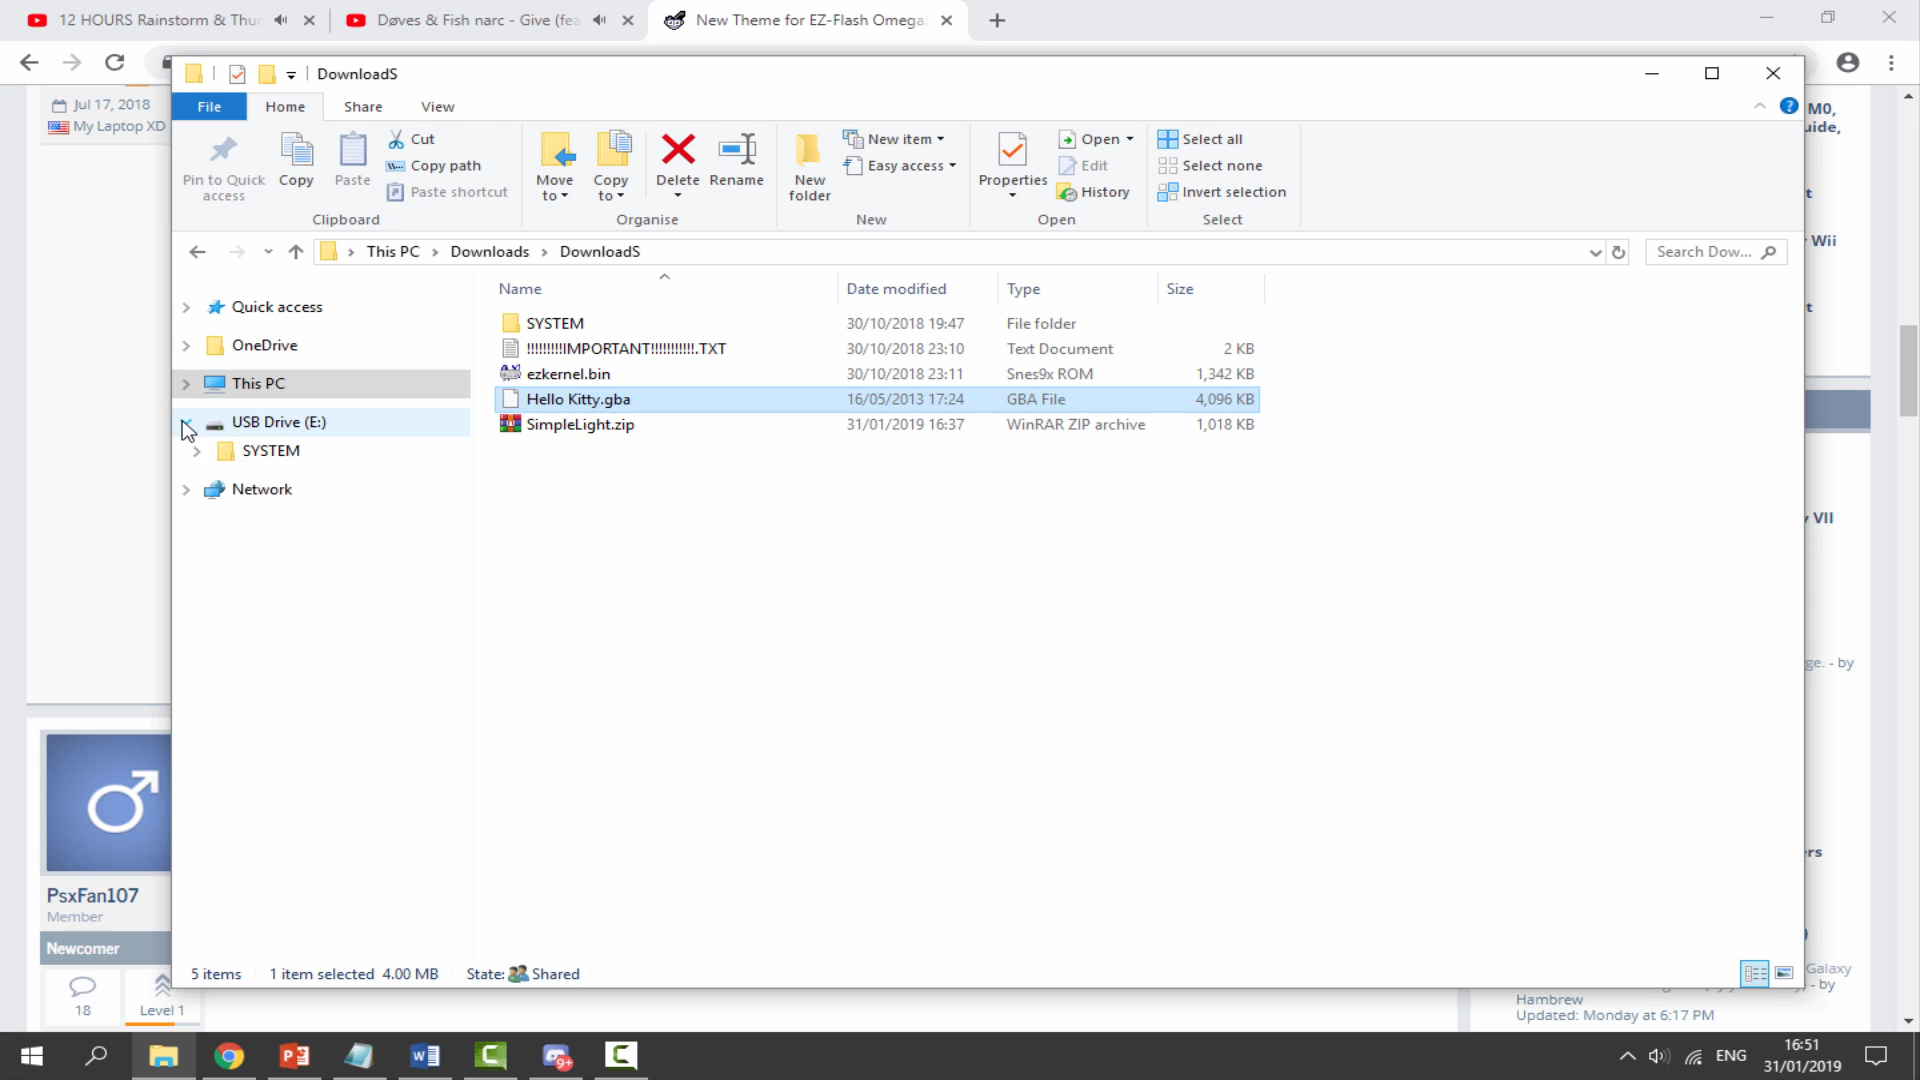 12 HOURS Rainstorm & Thun
Døves & Fish narc - Give (fea
New Theme for EZ-Flash Omega
DownloadS
File
Home
Share
View
Pin to Quick access
Copy
Paste
Cut
Copy path
Paste shortcut
Move to
Copy to
Delete
Rename
New folder
New item
Easy access
Properties
Open
Edit
History
Select all
Select none
Invert selection
Clipboard
Organise
New
Open
Select
This PC
Downloads
DownloadS
Search Dow...
Quick access
OneDrive
This PC
USB Drive (E:)
SYSTEM
Network
Name Date modified Type Size
SYSTEM 30/10/2018 19:47 File folder
!!!!!!!!!!IMPORTANT!!!!!!!!!!!.TXT 30/10/2018 23:10 Text Document 2 KB
ezkernel.bin 30/10/2018 23:11 Snes9x ROM 1,342 KB
Hello Kitty.gba 16/05/2013 17:24 GBA File 4,096 KB
SimpleLight.zip 31/01/2019 16:37 WinRAR ZIP archive 1,018 KB
5 items 1 item selected 4.00 MB State: Shared
Jul 17, 2018
My Laptop XD
PsxFan107
Member
Newcomer
18
Level 1
M0,
uide,
t
Wii
t
y VII
ge. - by
ers
)
Galaxy
- by
Hambrew
Updated: Monday at 6:17 PM
9+
ENG
16:51
31/01/2019